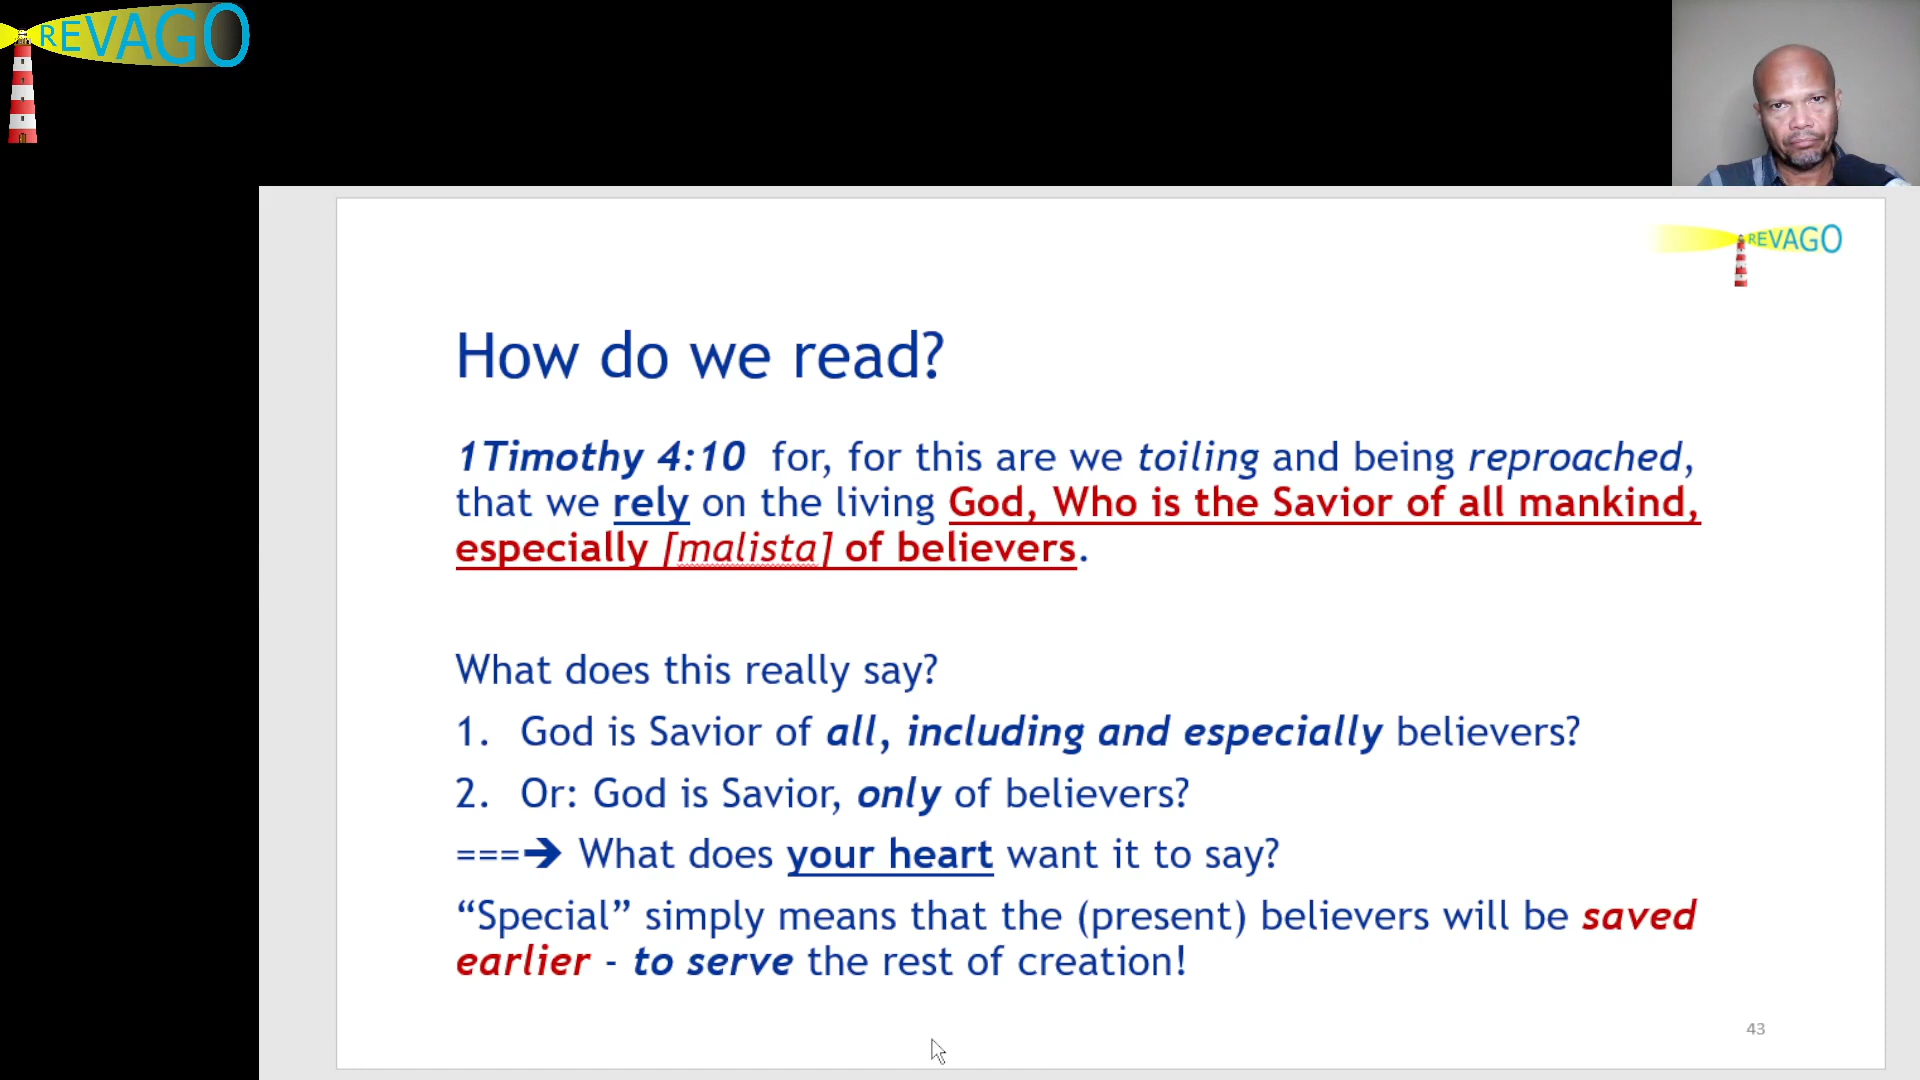 REVAGO
REVAGO
How do we read?
1Timothy 4:10 for, for this are we toiling and being reproached,
that we rely on the living God, Who is the Savior of all mankind,
especially [malista] of believers.
What does this really say?
1. God is Savior of all, including and especially believers?
2. Or: God is Savior, only of believers?
===➔ What does your heart want it to say?
“Special” simply means that the (present) believers will be saved
earlier - to serve the rest of creation!
43